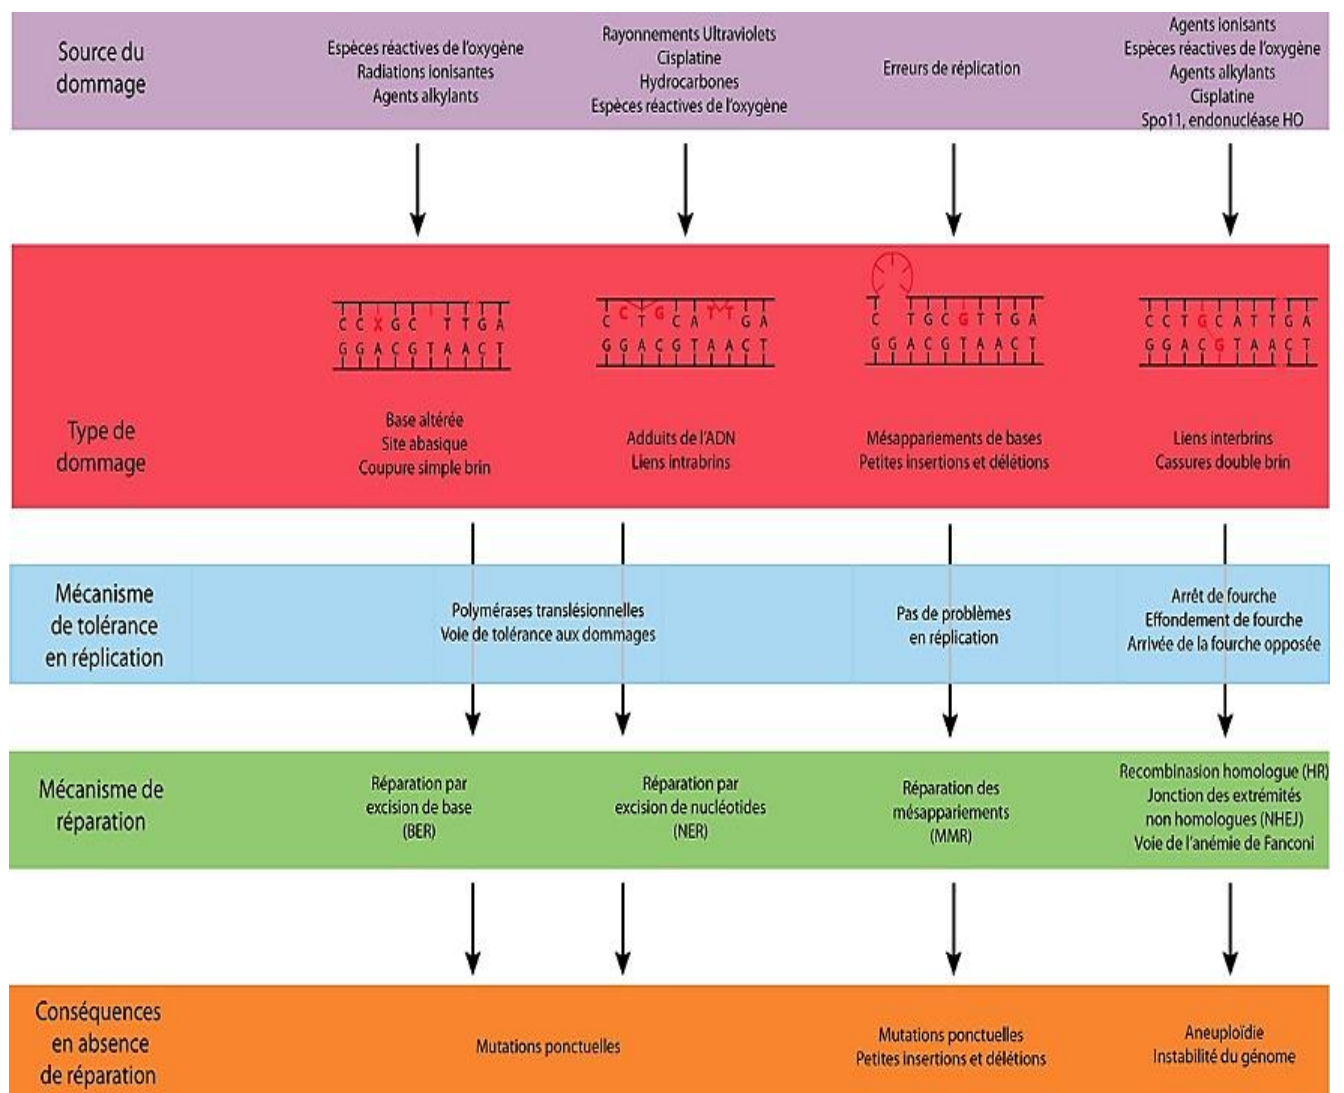 Source du
dommage
Espèces réactives de l'oxygène
Radiations ionisantes
Agents alkylants
Rayonnements Ultraviolets
Cisplatine
Hydrocarbones
Espèces réactives de l'oxygène
Erreurs de réplication
Agents ionisants
Espèces réactives de l'oxygène
Agents alkylants
Cisplatine
Spo11, endonucléase HO
Type de
dommage
C C X G C T T G A
G G A C G T A A C T
Base altérée
Site abasique
Coupure simple brin
C C T G C A T T G A
G G A C G T A A C T
Adduits de l'ADN
Liens intrabrins
C T G C G T T G A
G G A C G T A A C T
Mésappariements de bases
Petites insertions et délétions
C C T G C A T T G A
G G A C G T A A C T
Liens interbrins
Cassures double brin
Mécanisme
de tolérance
en réplication
Polymérases translésionnelles
Voie de tolérance aux dommages
Pas de problèmes
en réplication
Arrêt de fourche
Effondement de fourche
Arrivée de la fourche opposée
Mécanisme de
réparation
Réparation par
excision de base
(BER)
Réparation par
excision de nucléotides
(NER)
Réparation des
mésappariements
(MMR)
Recombinasion homologue (HR)
Jonction des extrémités
non homologues (NHEJ)
Voie de l'anémie de Fanconi
Conséquences
en absence
de réparation
Mutations ponctuelles
Mutations ponctuelles
Petites insertions et délétions
Aneuploïdie
Instabilité du génome